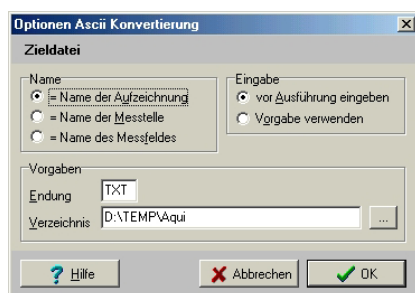 Optionen Ascii Konvertierung
Zieldatei
Name
= Name der Aufzeichnung
= Name der Messtelle
= Name des Messfeldes
Eingabe
vor Ausführung eingeben
Vorgabe verwenden
Vorgaben
Endung TXT
Verzeichnis D:\TEMP\Aqui ...
? Hilfe Abbrechen OK